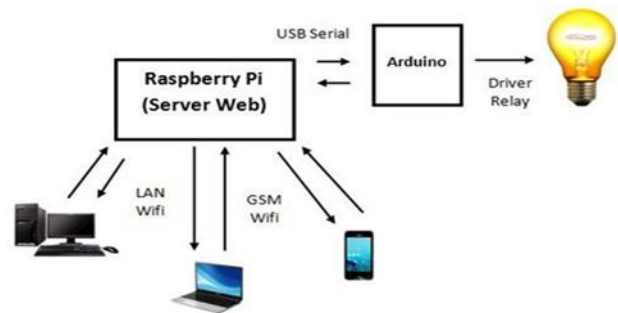 USB Serial
Arduino
Driver
Relay
Raspberry Pi
(Server Web)
LAN
Wifi
GSM
Wifi